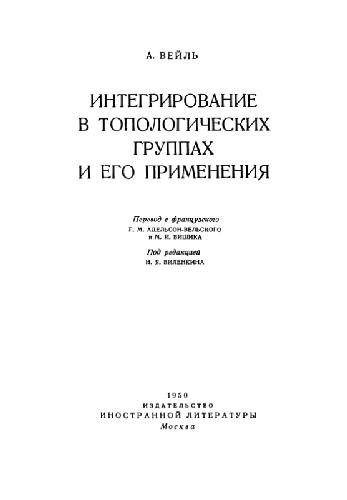 А. ВЕЙЛЬ
ИНТЕГРИРОВАНИЕ
В ТОПОЛОГИЧЕСКИХ
ГРУППАХ
И ЕГО ПРИМЕНЕНИЯ
Перевод с французского
Г. М. АДЕЛЬСОН-ВЕЛЬСКОГО
и М. И. ВИШИКА
Под редакцией
Н. Я. ВИЛЕНКИНА
1950
ИЗДАТЕЛЬСТВО
ИНОСТРАННОЙ ЛИТЕРАТУРЫ
Москва